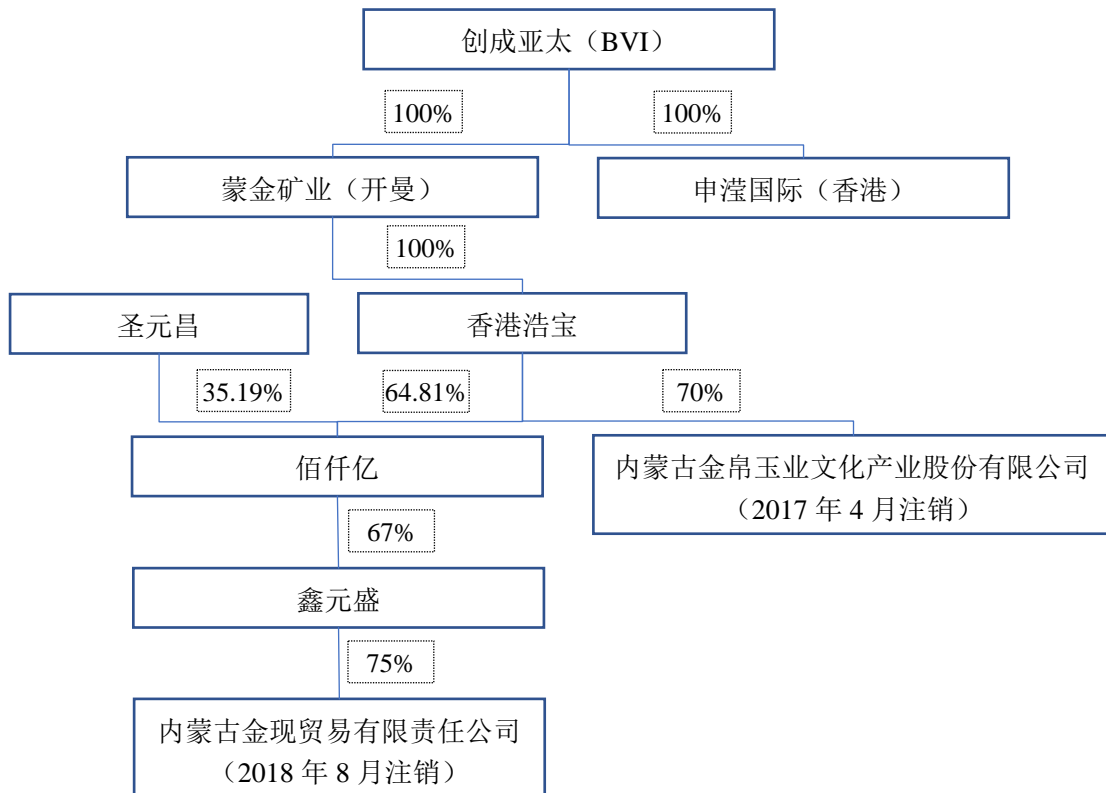 创成亚太（BVI）
100%
100%
蒙金矿业（开曼）
申滢国际（香港）
100%
圣元昌
香港浩宝
35.19%
64.81%
70%
佰仟亿
内蒙古金帛玉业文化产业股份有限公司
（2017 年 4 月注销）
67%
鑫元盛
75%
内蒙古金现贸易有限责任公司
（2018 年 8 月注销）